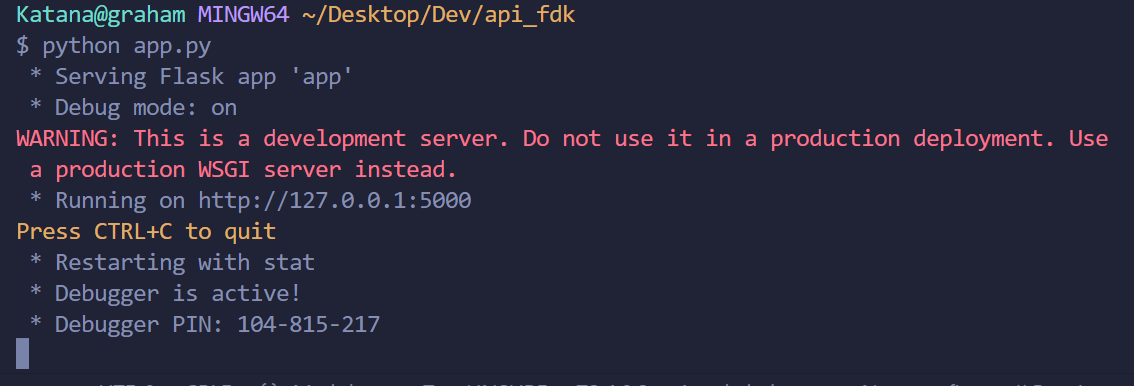 Katana@graham MINGW64 ~/Desktop/Dev/api_fdk
$ python app.py
 * Serving Flask app 'app'
 * Debug mode: on
WARNING: This is a development server. Do not use it in a production deployment. Use
 a production WSGI server instead.
 * Running on http://127.0.0.1:5000
Press CTRL+C to quit
 * Restarting with stat
 * Debugger is active!
 * Debugger PIN: 104-815-217